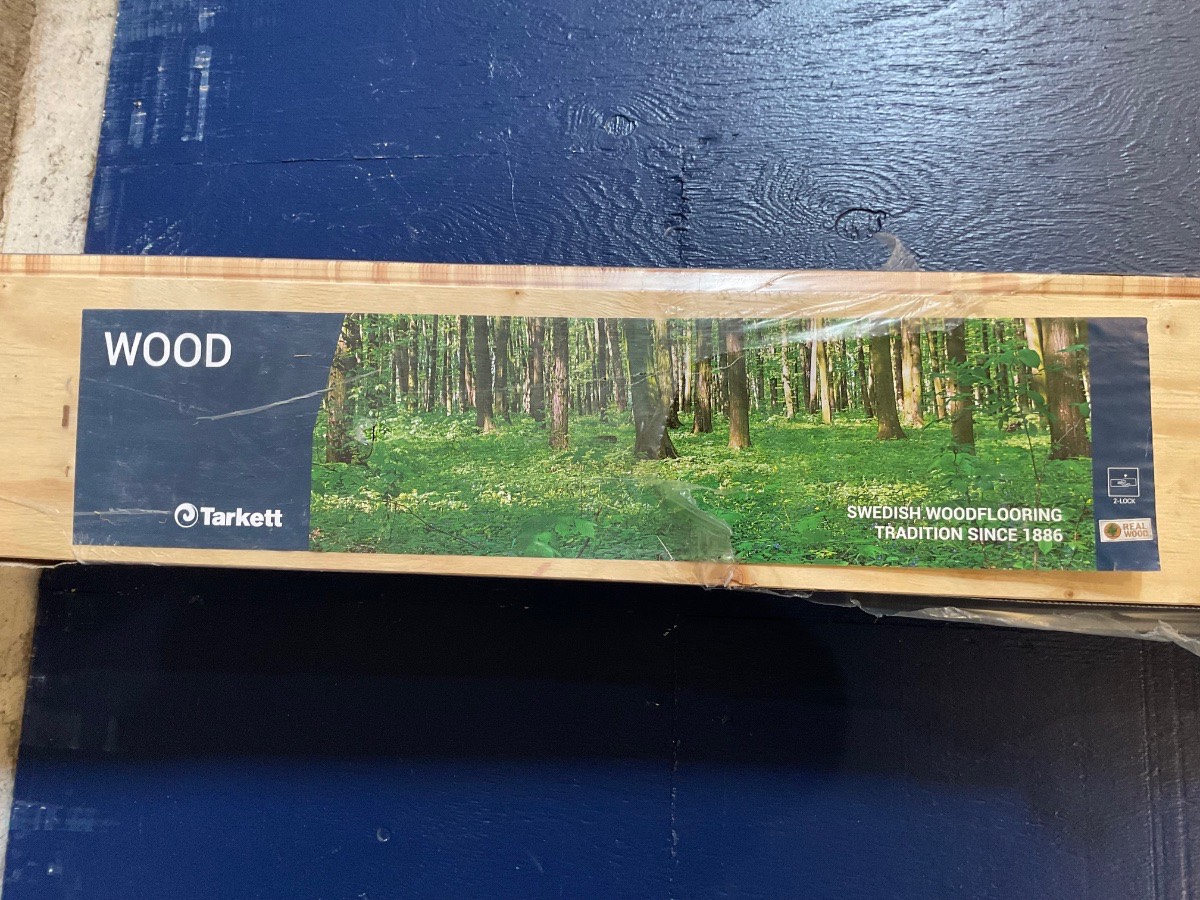 WOOD
Tarkett
SWEDISH WOODFLOORING
TRADITION SINCE 1886
2-LOCK
REAL
WOOD